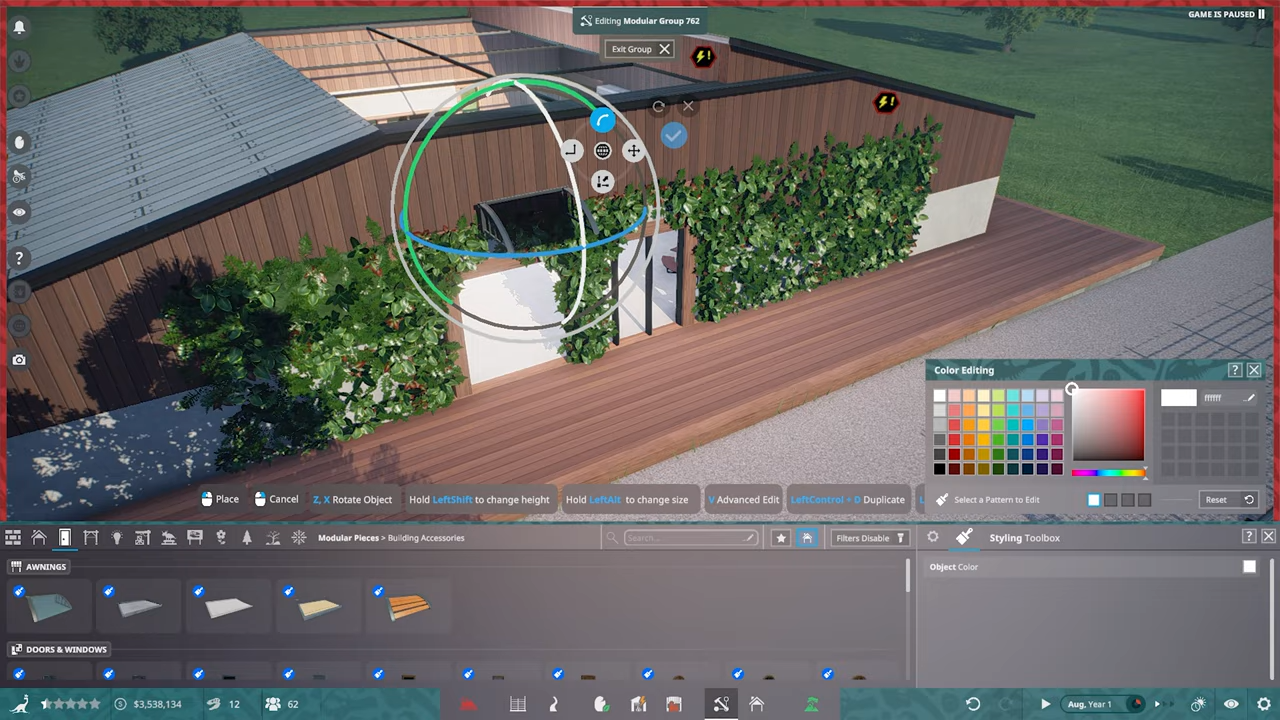 Editing Modular Group 762
GAME IS PAUSED
Exit Group
Color Editing
?
ffffff
Select a Pattern to Edit
Reset
Place
Cancel
Z, X Rotate Object
Hold LeftShift to change height
Hold LeftAlt to change size
V Advanced Edit
LeftControl + D Duplicate
L
Modular Pieces > Building Accessories
Search...
Filters Disable
Styling Toolbox
?
AWNINGS
Object Color
DOORS & WINDOWS
$3,538,134
12
62
Aug, Year 1